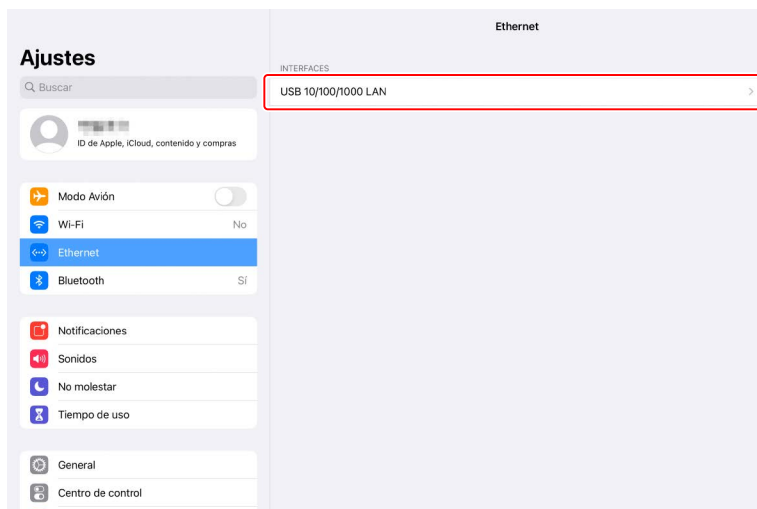 Ethernet
Ajustes
INTERFACES
Buscar
USB 10/100/1000 LAN
ID de Apple, iCloud, contenido y compras
Modo Avión
Wi-Fi No
Ethernet
Bluetooth Sí
Notificaciones
Sonidos
No molestar
Tiempo de uso
General
Centro de control